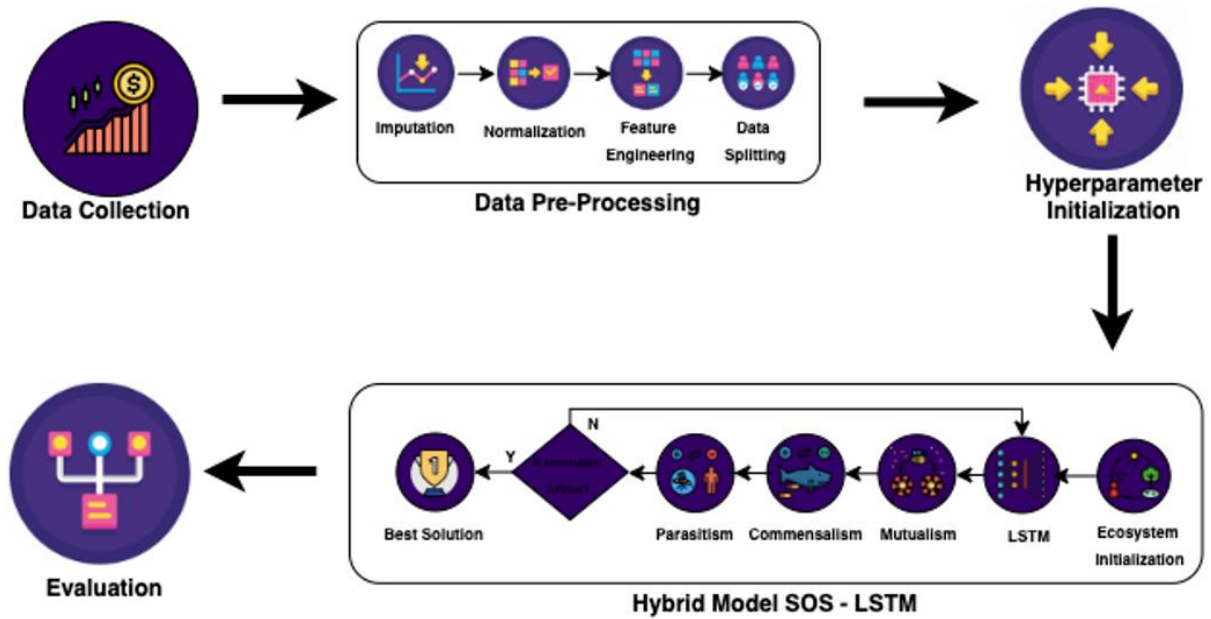 Imputation
Normalization
Feature
Engineering
Data
Splitting
Data Collection
Data Pre-Processing
Hyperparameter
Initialization
N
Y
Best Solution
Parasitism
Commensalism
Mutualism
LSTM
Ecosystem
Initialization
Evaluation
Hybrid Model SOS - LSTM